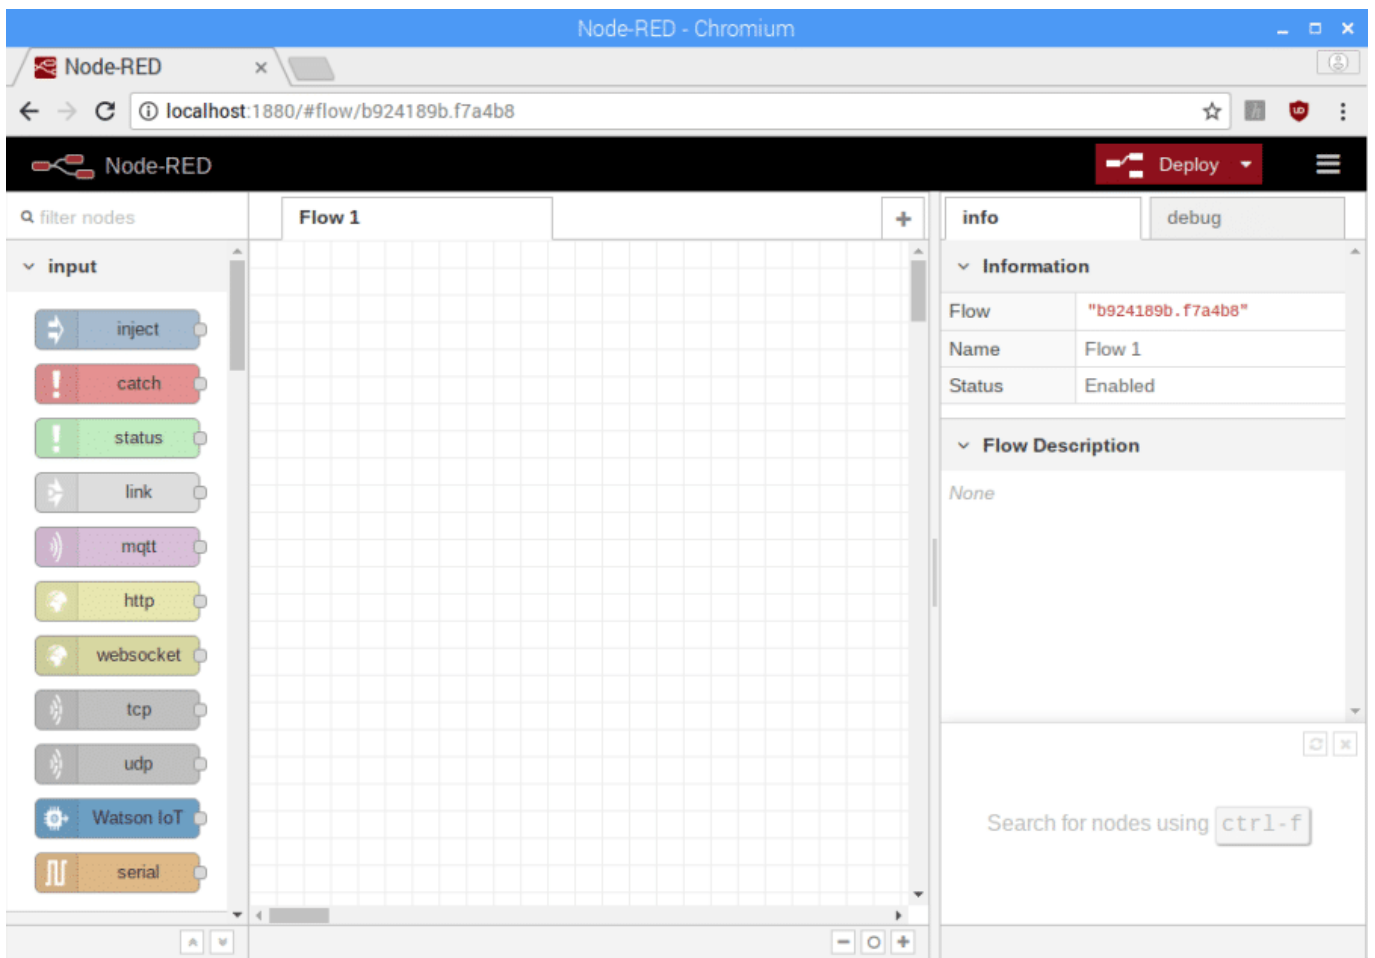 Node-RED - Chromium
Node-RED
localhost:1880/#flow/b924189b.f7a4b8
Node-RED
Deploy
filter nodes
Flow 1
info
debug
input
inject
catch
status
link
mqtt
http
websocket
tcp
udp
Watson IoT
serial
Information
Flow "b924189b.f7a4b8"
Name Flow 1
Status Enabled
Flow Description
None
Search for nodes using ctrl-f